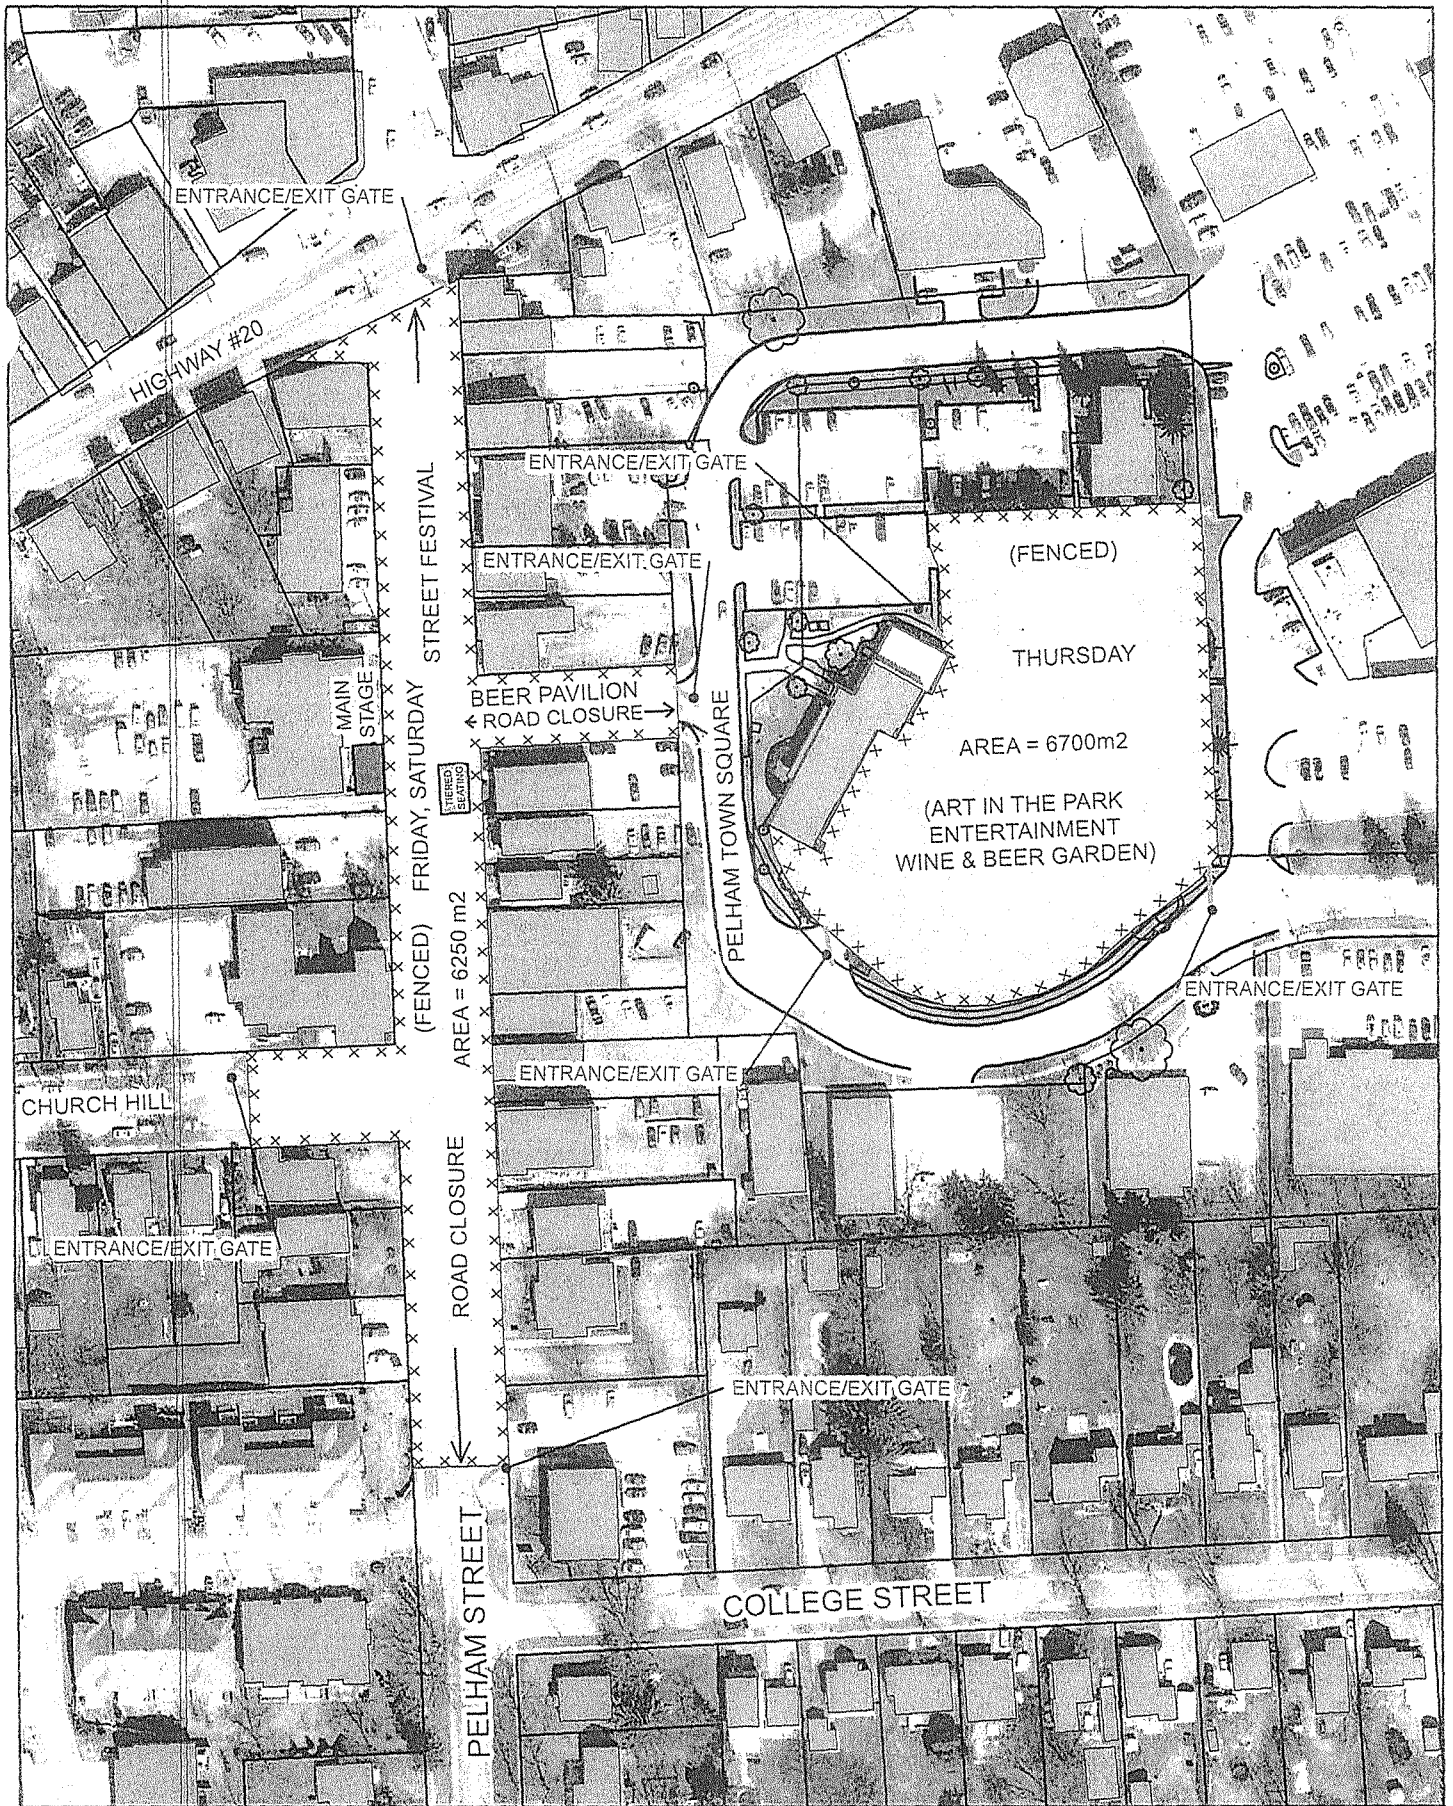 ENTRANCE/EXIT GATE
HIGHWAY #20
ENTRANCE/EXIT GATE
ENTRANCE/EXIT GATE
STREET FESTIVAL
(FENCED)
THURSDAY
AREA = 6700m2
(ART IN THE PARK
ENTERTAINMENT
WINE & BEER GARDEN)
MAIN
STAGE
BEER PAVILION
ROAD CLOSURE
PELHAM TOWN SQUARE
TIERED
SEATING
(FENCED) FRIDAY, SATURDAY
AREA = 6250 m2
ENTRANCE/EXIT GATE
ENTRANCE/EXIT GATE
CHURCH HILL
ROAD CLOSURE
ENTRANCE/EXIT GATE
ENTRANCE/EXIT GATE
PELHAM STREET
COLLEGE STREET